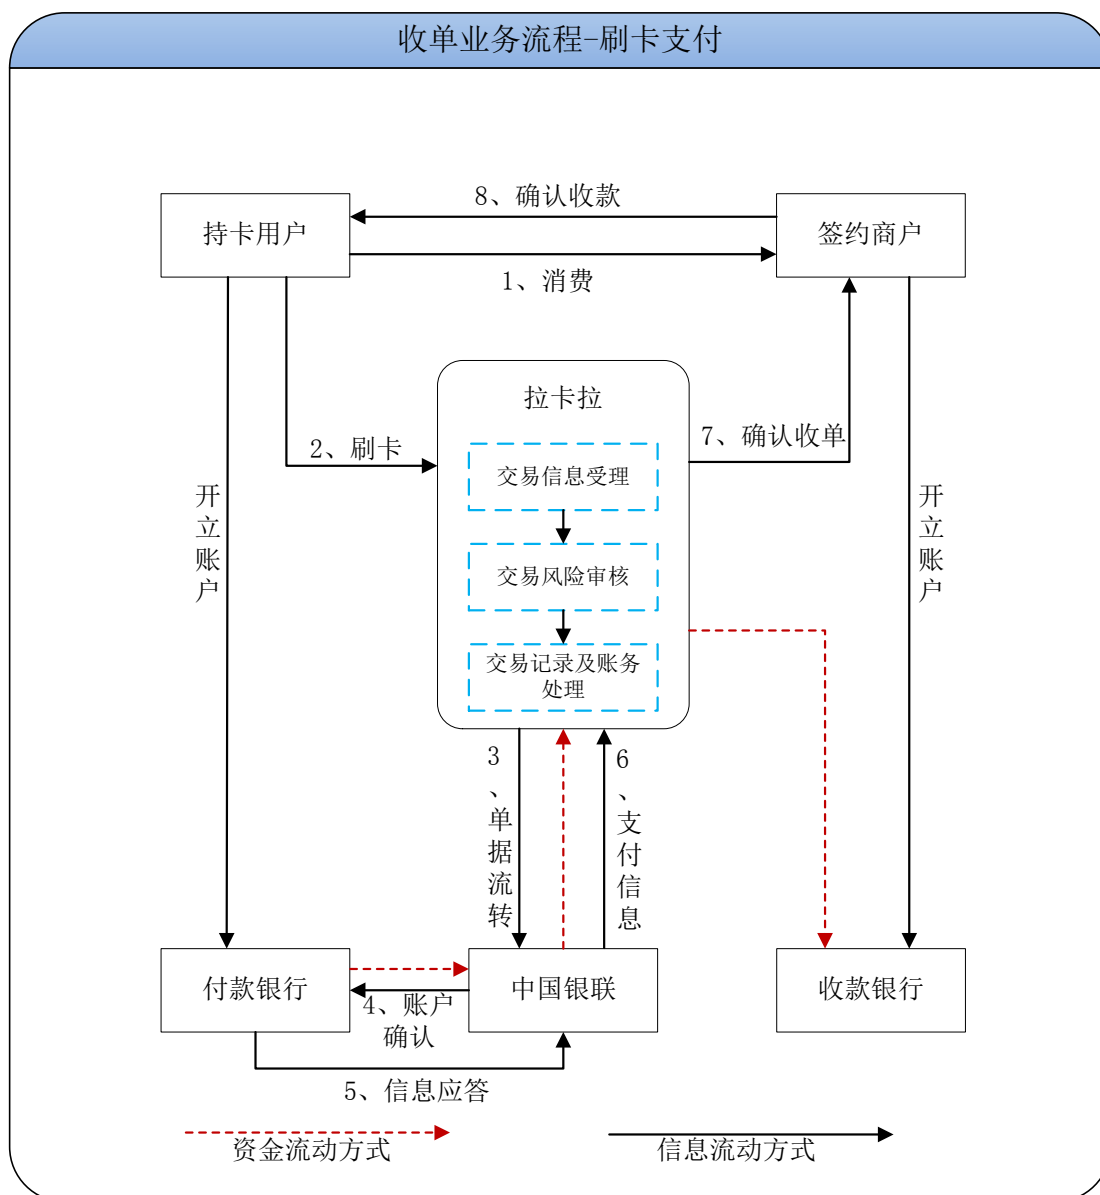 收单业务流程-刷卡支付
8、确认收款
持卡用户
签约商户
1、消费
拉卡拉
2、刷卡
7、确认收单
交易信息受理
开立账户
开立账户
交易风险审核
交易记录及账务
处理
3、单据流转
6、支付信息
付款银行
中国银联
收款银行
4、账户
确认
5、信息应答
资金流动方式
信息流动方式